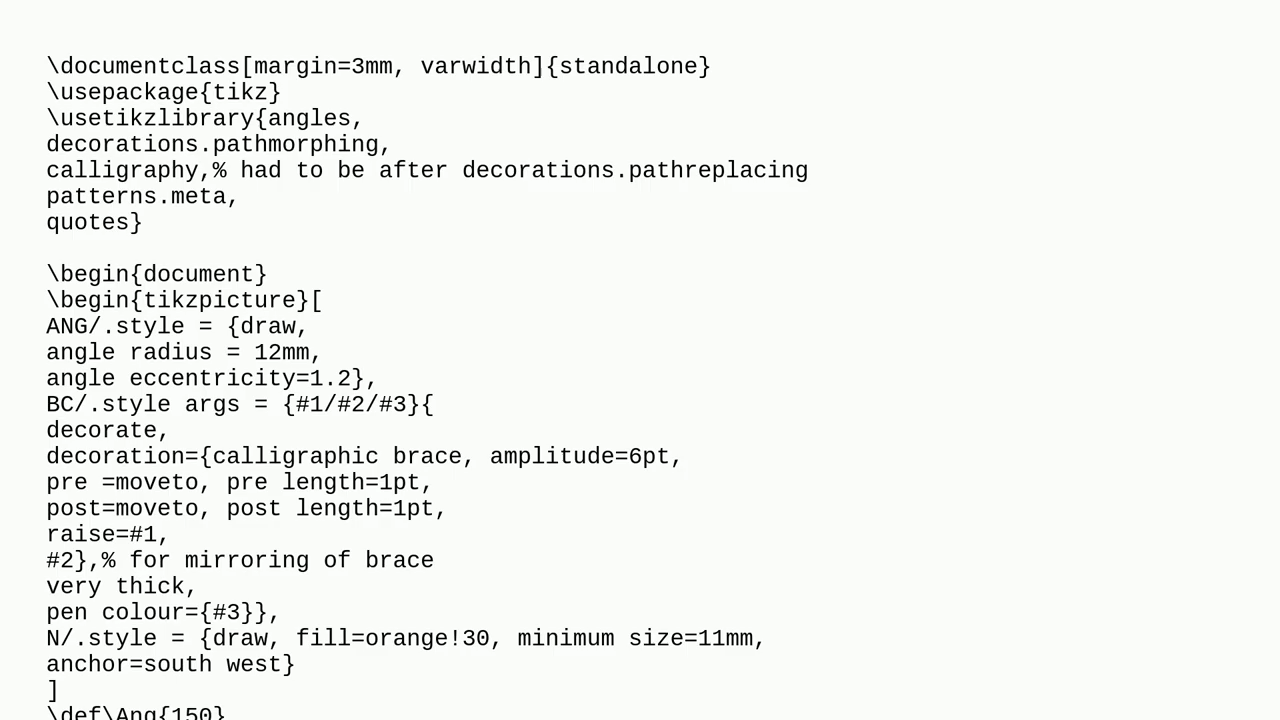 \documentclass[margin=3mm, varwidth]{standalone}
\usepackage{tikz}
\usetikzlibrary{angles,
decorations.pathmorphing,
calligraphy,% had to be after decorations.pathreplacing
patterns.meta,
quotes}

\begin{document}
\begin{tikzpicture}[
ANG/.style = {draw,
angle radius = 12mm,
angle eccentricity=1.2},
BC/.style args = {#1/#2/#3}{
decorate,
decoration={calligraphic brace, amplitude=6pt,
pre =moveto, pre length=1pt,
post=moveto, post length=1pt,
raise=#1,
#2},% for mirroring of brace
very thick,
pen colour={#3}},
N/.style = {draw, fill=orange!30, minimum size=11mm,
anchor=south west}
]
\def\Ang{150}